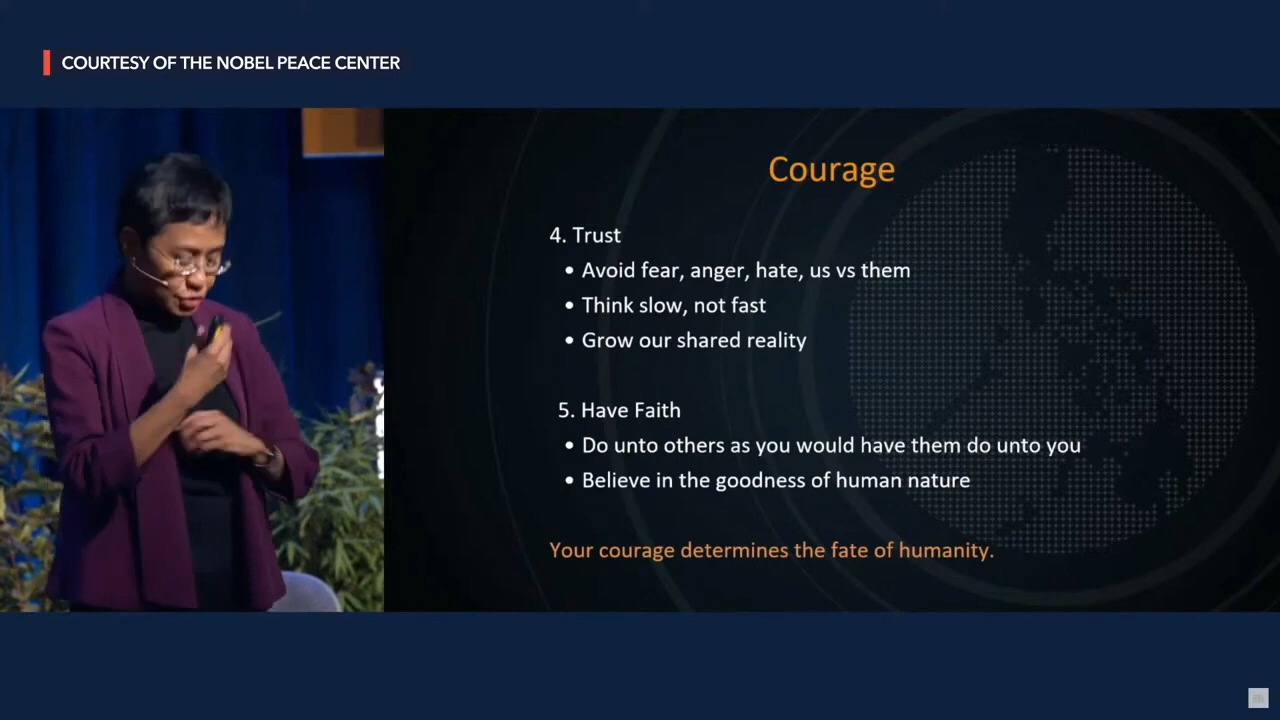 COURTESY OF THE NOBEL PEACE CENTER
Courage
4. Trust
• Avoid fear, anger, hate, us vs them
• Think slow, not fast
• Grow our shared reality
5. Have Faith
• Do unto others as you would have them do unto you
• Believe in the goodness of human nature
Your courage determines the fate of humanity.